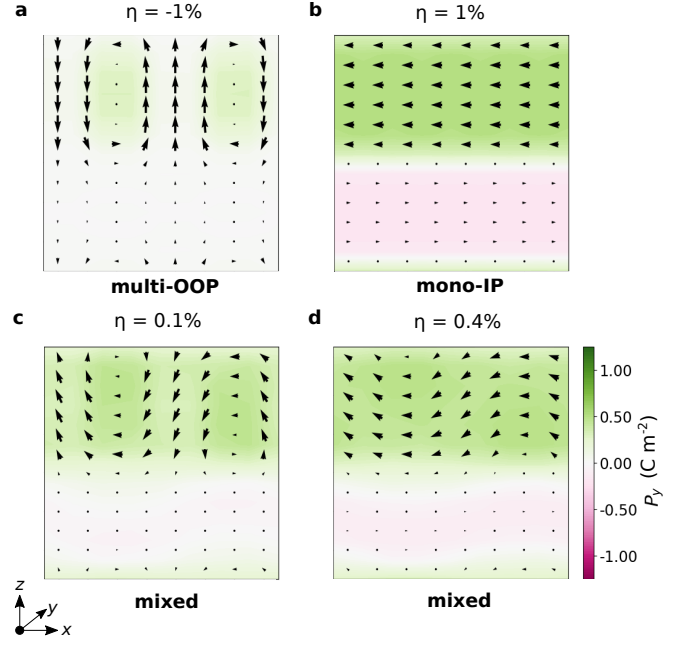 a η = -1%
b η = 1%
multi-OOP
mono-IP
c η = 0.1%
d η = 0.4%
1.00
0.50
0.00
-0.50
-1.00
P_y (C m⁻²)
mixed
mixed
z
y
x